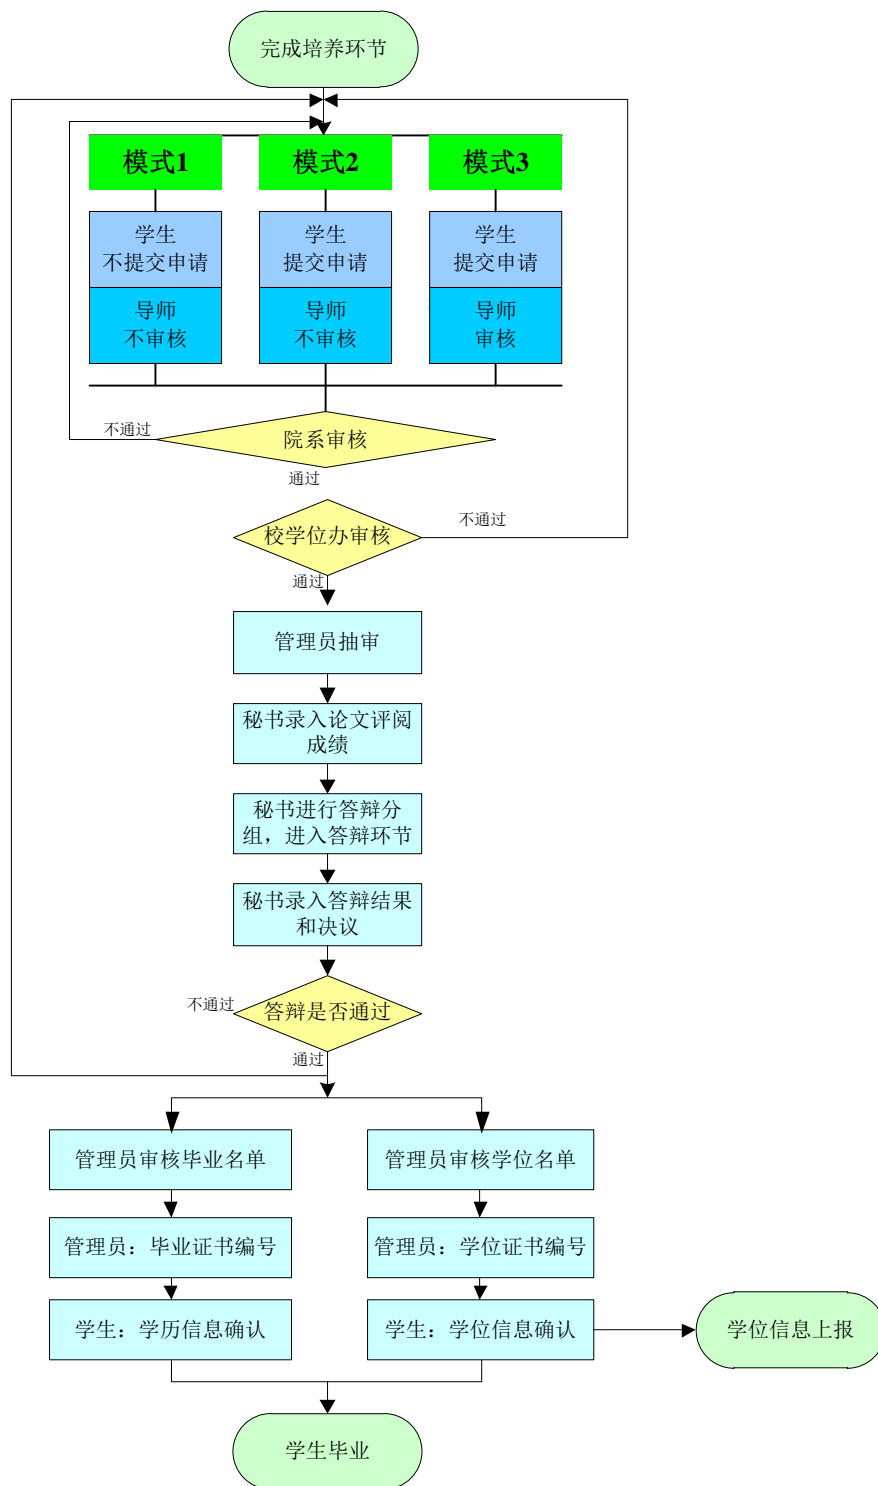 完成培养环节
模式1
模式2
模式3
学生
不提交申请
学生
提交申请
学生
提交申请
导师
不审核
导师
不审核
导师
审核
不通过
院系审核
通过
校学位办审核
不通过
通过
管理员抽审
秘书录入论文评阅
成绩
秘书进行答辩分
组，进入答辩环节
秘书录入答辩结果
和决议
不通过
答辩是否通过
通过
管理员审核毕业名单
管理员审核学位名单
管理员：毕业证书编号
管理员：学位证书编号
学生：学历信息确认
学生：学位信息确认
学位信息上报
学生毕业